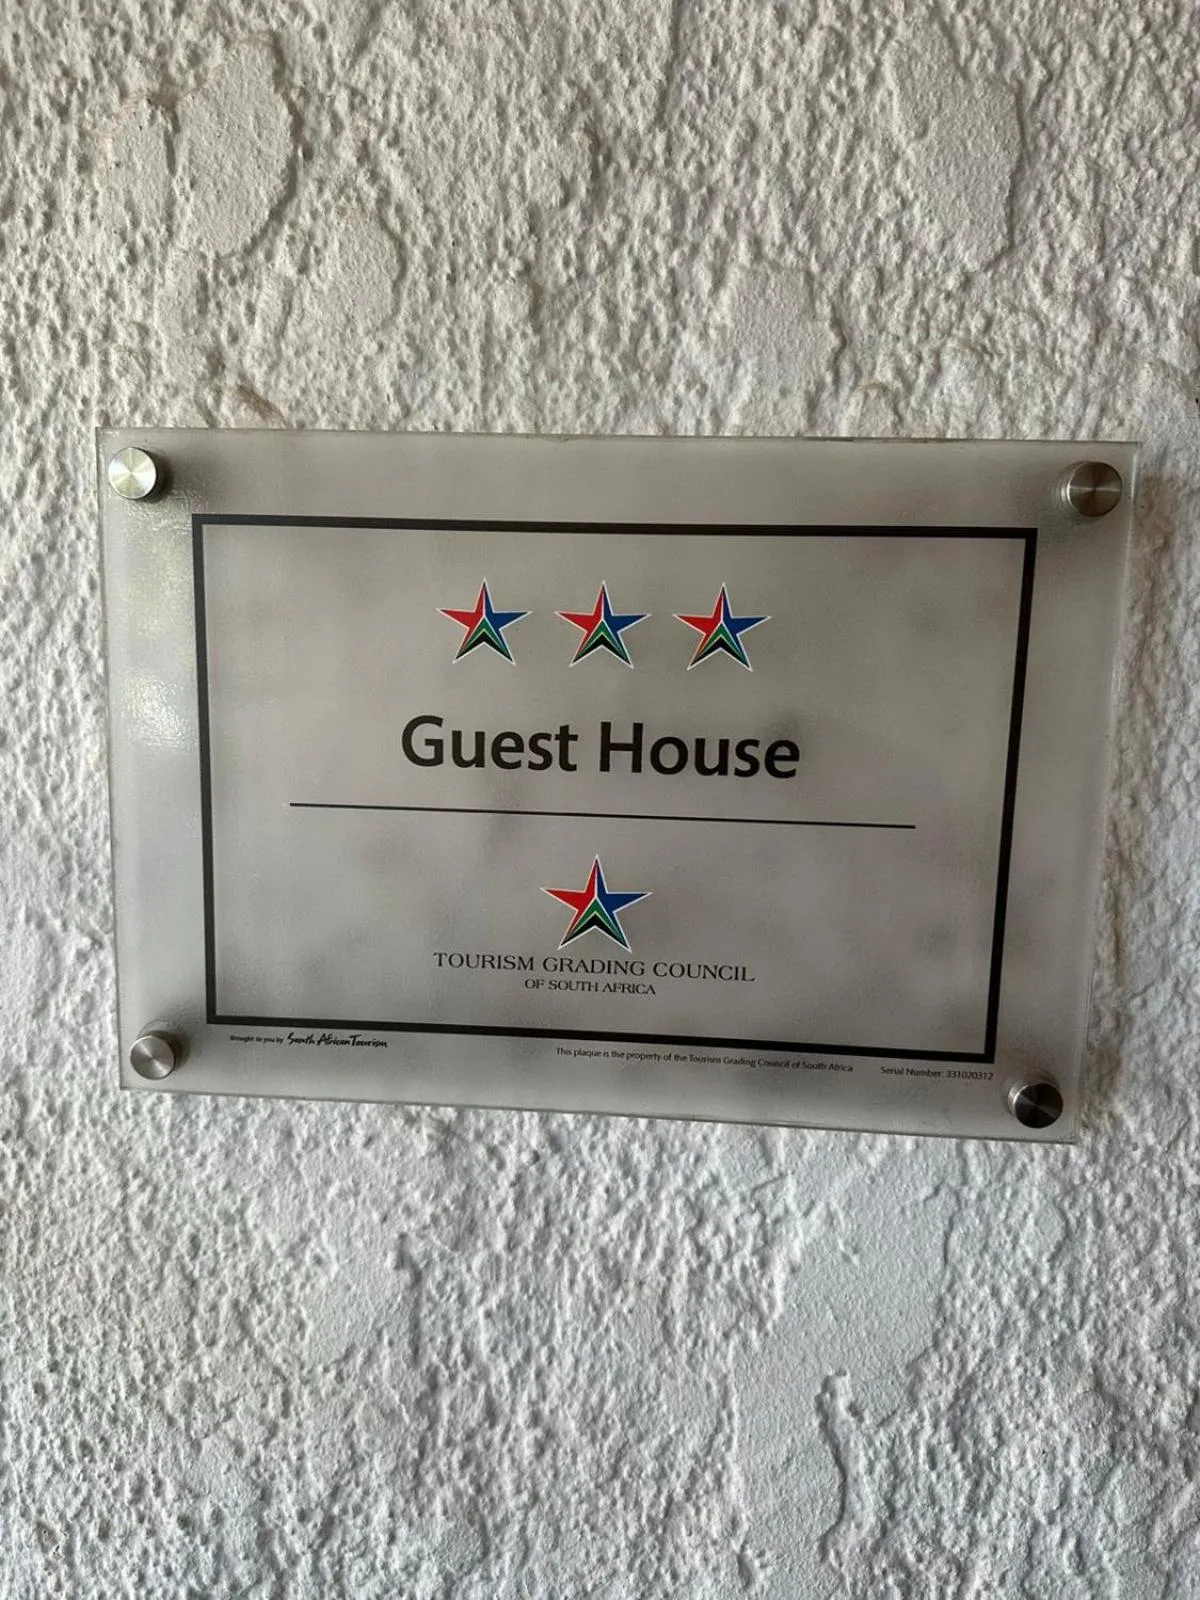 Guest House
TOURISM GRADING COUNCIL
OF SOUTH AFRICA
Brought to you by South African Tourism
This plaque is the property of the Tourism Grading Council of South Africa Serial Number: 331020312